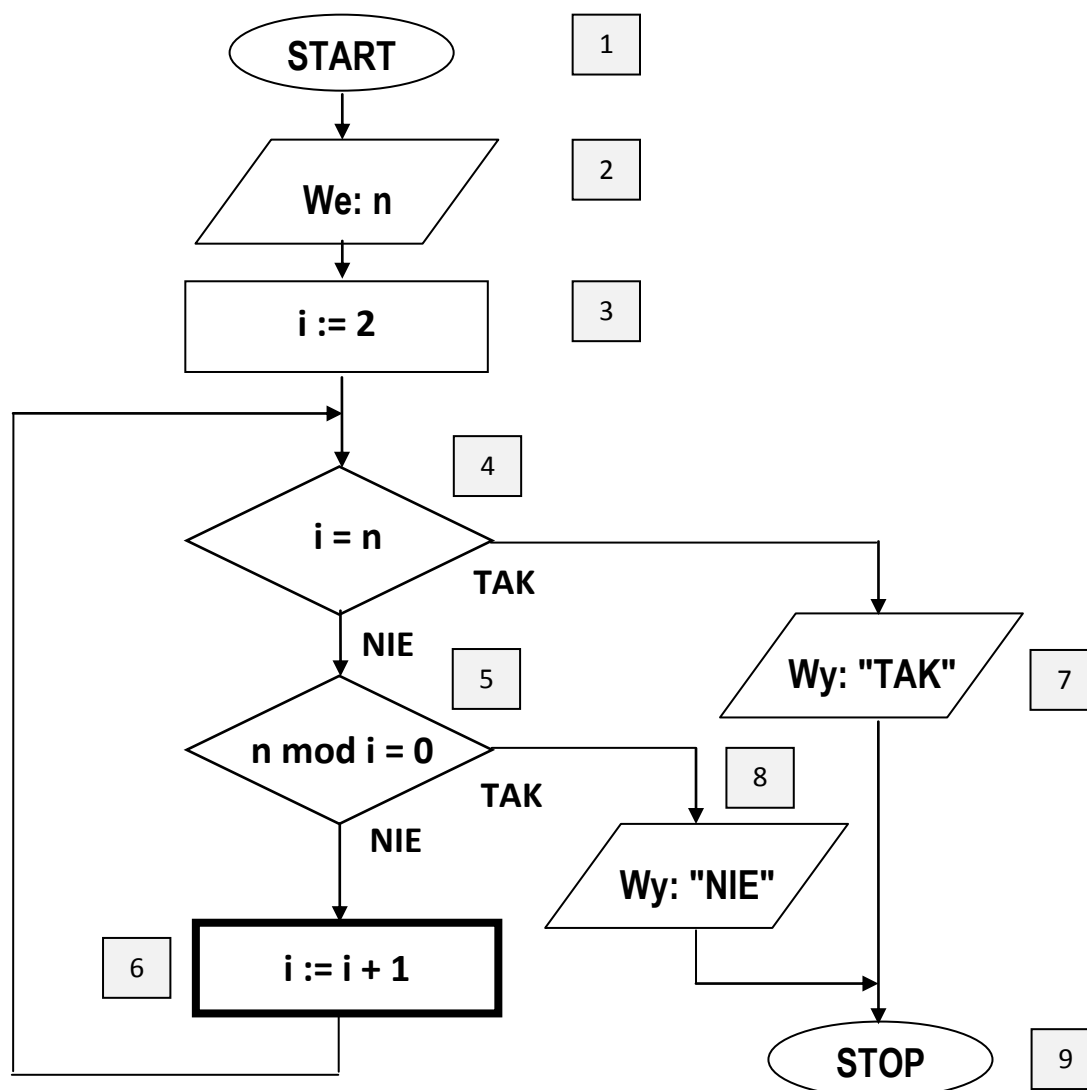 START
1
We: n
2
i := 2
3
4
i = n
TAK
NIE
5
Wy: "TAK"
7
n mod i = 0
TAK
8
NIE
Wy: "NIE"
6
i := i + 1
STOP
9